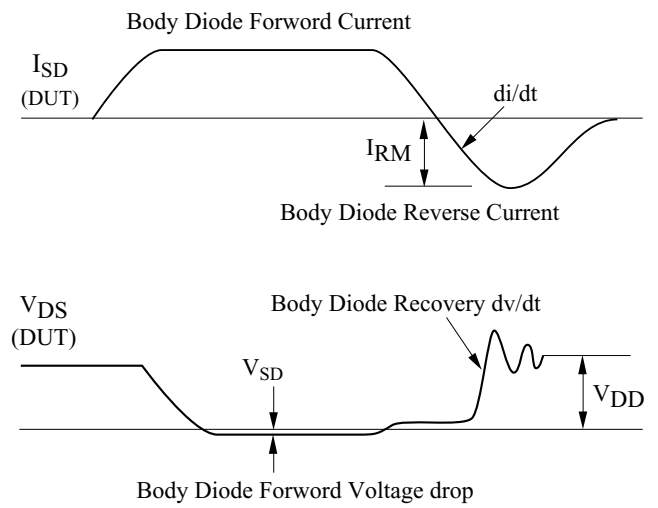 Body Diode Forword Current
ISD
(DUT)
di/dt
IRM
Body Diode Reverse Current
VDS
(DUT)
Body Diode Recovery dv/dt
VSD
VDD
Body Diode Forword Voltage drop